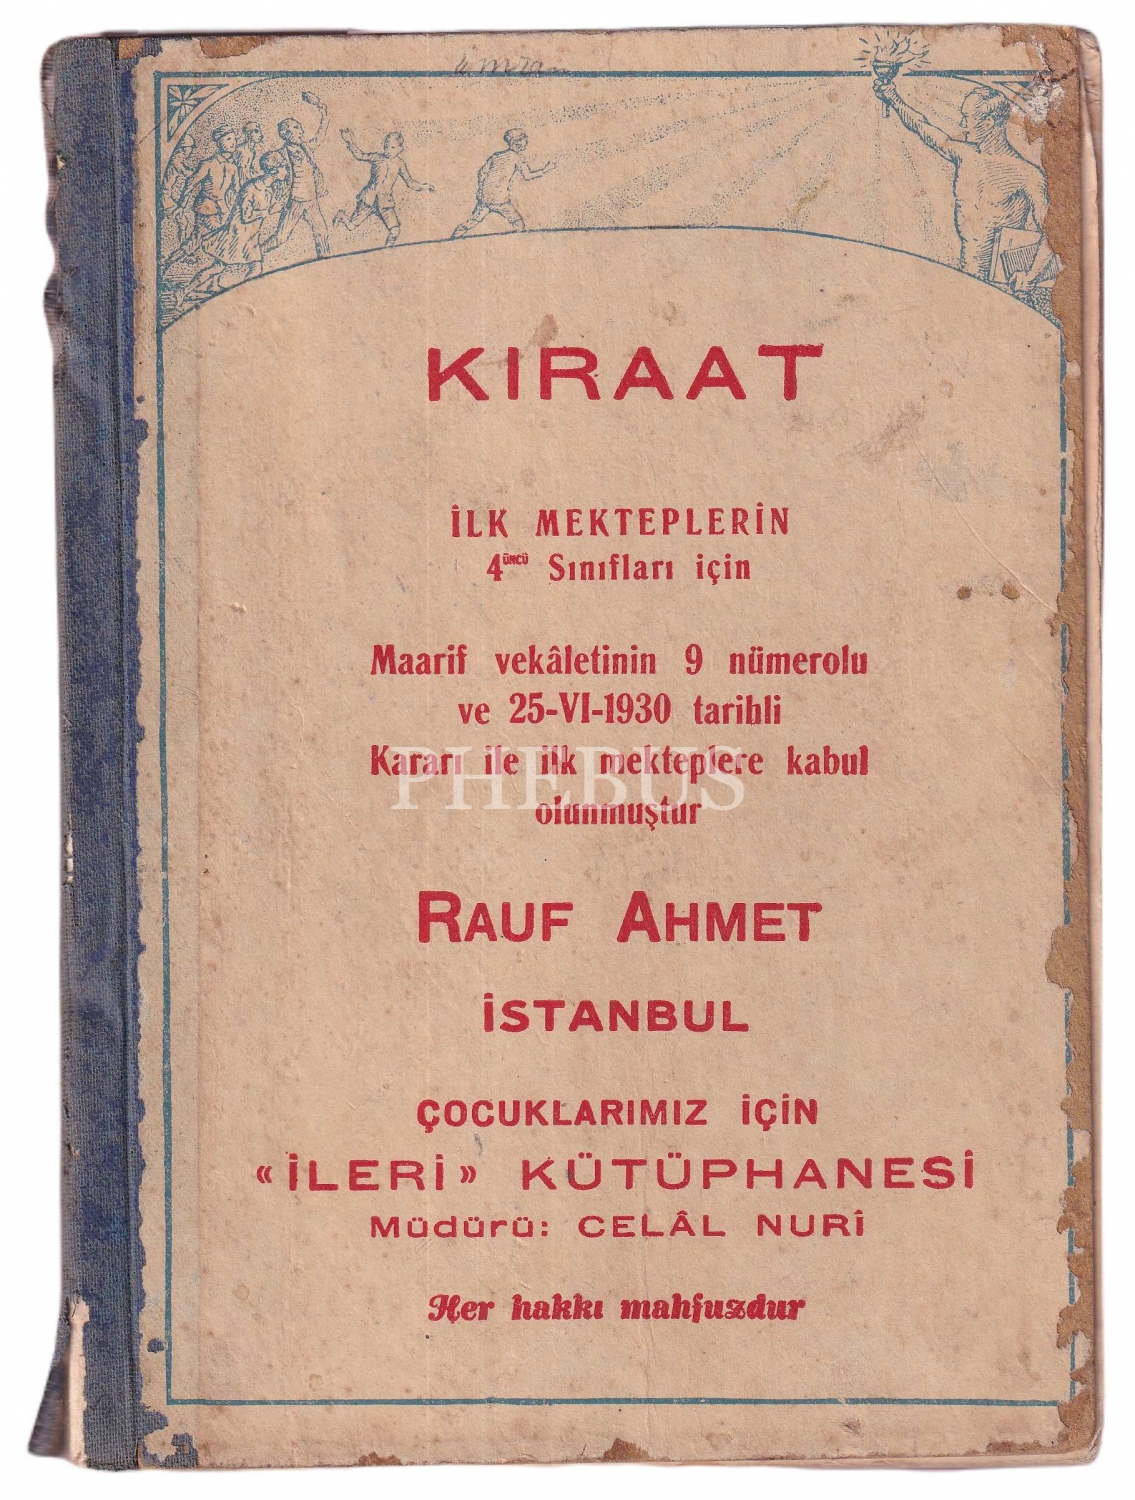 KIRAAT
İLK MEKTEPLERİN
4üncü Sınıfları için
Maarif vekâletinin 9 nümerolu
ve 25-VI-1930 tarihli
Kararı ile ilk mekteplere kabul
PHEBUS
olunmuştur
RAUF AHMET
İSTANBUL
ÇOCUKLARIMIZ İÇİN
«İLERİ» KÜTÜPHANESİ
Müdürü: CELÂL NURİ
Her hakkı mahfuzdur